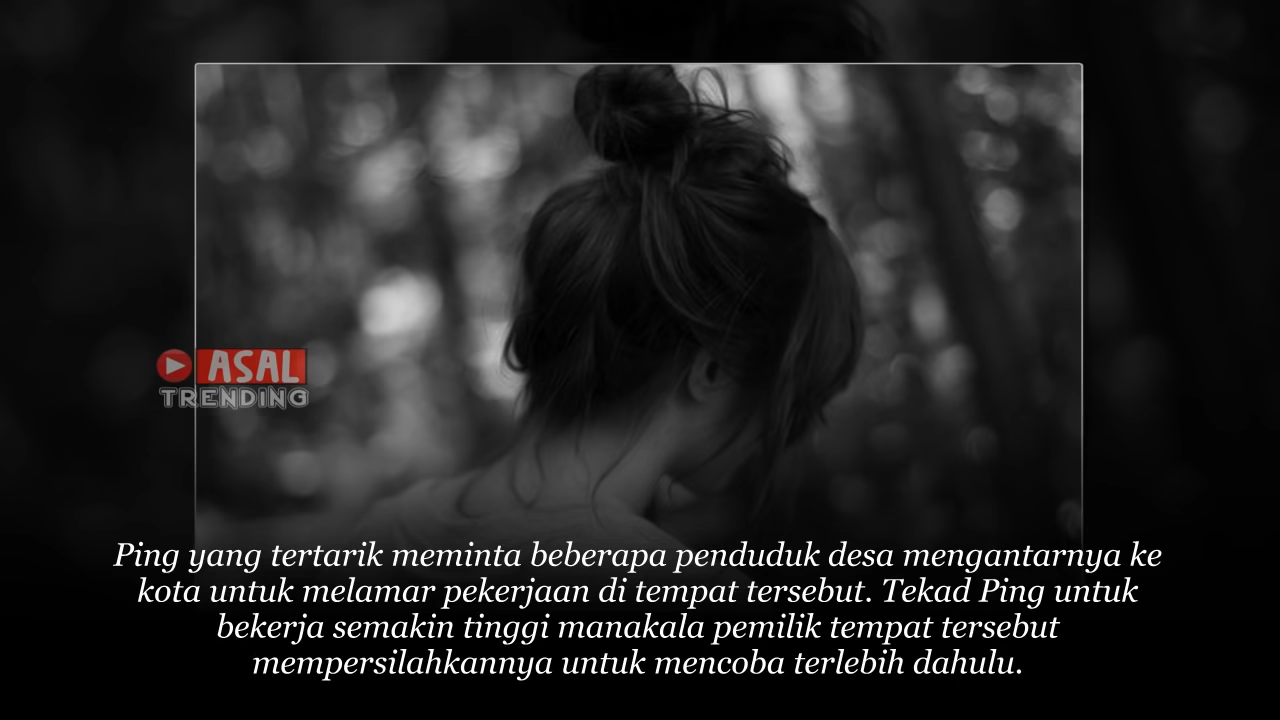 ASAL
TRENDING
Ping yang tertarik meminta beberapa penduduk desa mengantarnya ke
kota untuk melamar pekerjaan di tempat tersebut. Tekad Ping untuk
bekerja semakin tinggi manakala pemilik tempat tersebut
mempersilahkannya untuk mencoba terlebih dahulu.